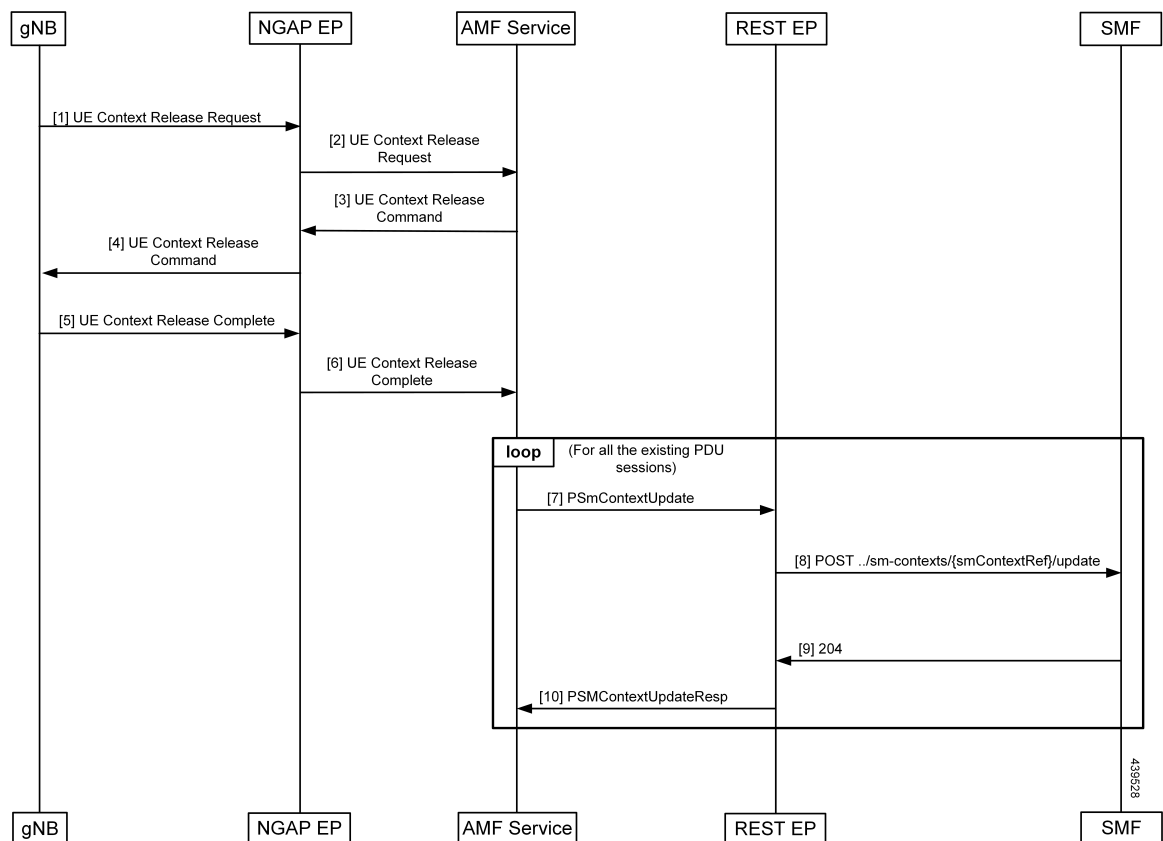 gNB
NGAP EP
AMF Service
REST EP
SMF
[1] UE Context Release Request
[2] UE Context Release
Request
[3] UE Context Release
Command
[4] UE Context Release
Command
[5] UE Context Release Complete
[6] UE Context Release
Complete
loop
(For all the existing PDU
sessions)
[7] PSmContextUpdate
[8] POST ../sm-contexts/{smContextRef}/update
[9] 204
[10] PSMContextUpdateResp
439528
gNB
NGAP EP
AMF Service
REST EP
SMF